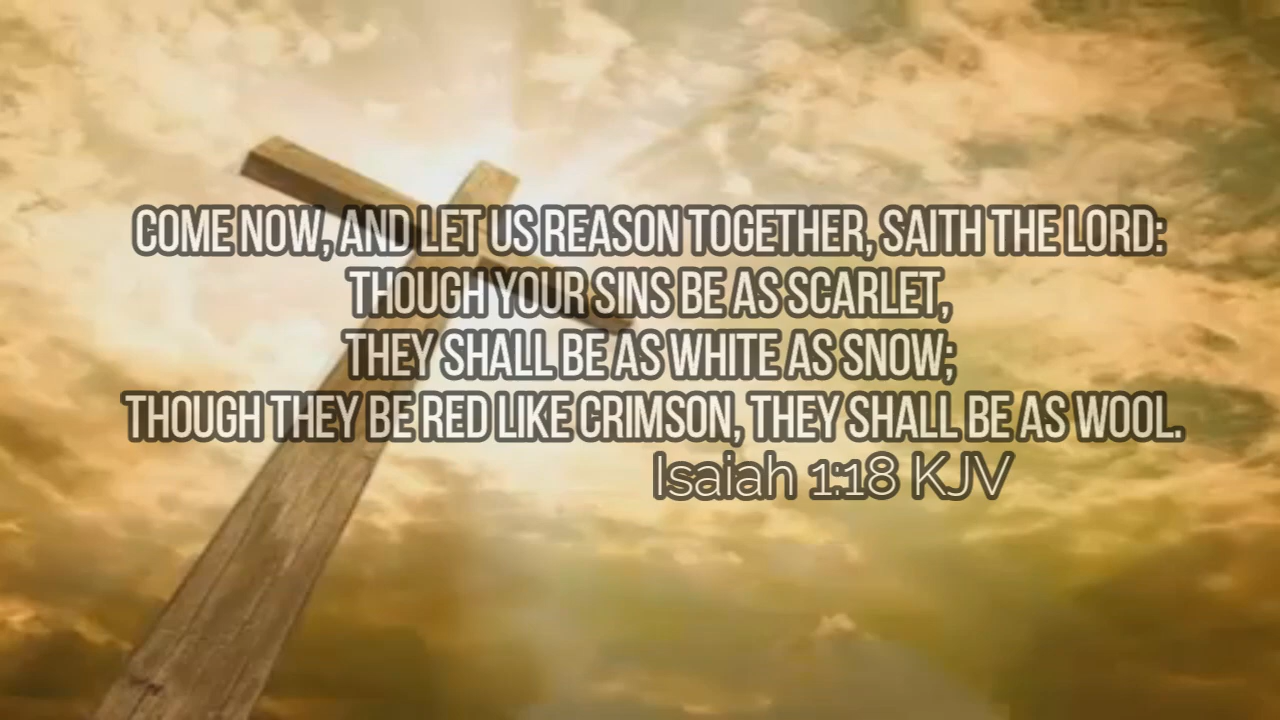 COME NOW, AND LET US REASON TOGETHER, SAITH THE LORD:
THOUGH YOUR SINS BE AS SCARLET,
THEY SHALL BE AS WHITE AS SNOW;
THOUGH THEY BE RED LIKE CRIMSON, THEY SHALL BE AS WOOL.
Isaiah 1:18 KJV